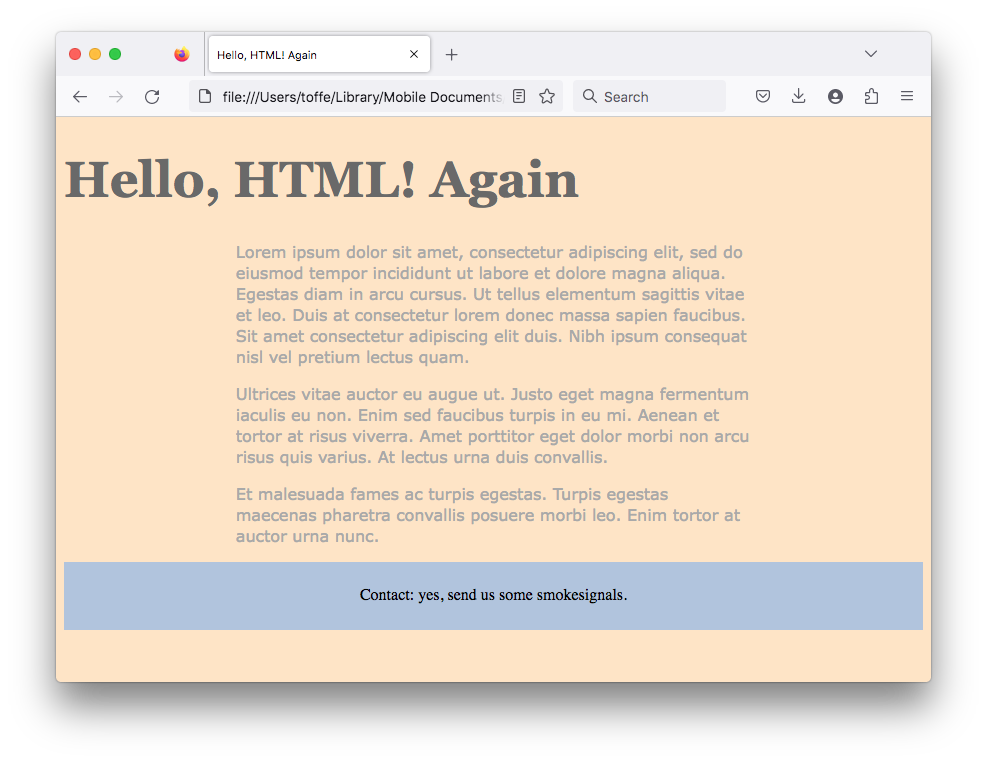 Hello, HTML! Again
file:///Users/toffe/Library/Mobile Documents
Search
Hello, HTML! Again
Lorem ipsum dolor sit amet, consectetur adipiscing elit, sed do
eiusmod tempor incididunt ut labore et dolore magna aliqua.
Egestas diam in arcu cursus. Ut tellus elementum sagittis vitae
et leo. Duis at consectetur lorem donec massa sapien faucibus.
Sit amet consectetur adipiscing elit duis. Nibh ipsum consequat
nisl vel pretium lectus quam.
Ultrices vitae auctor eu augue ut. Justo eget magna fermentum
iaculis eu non. Enim sed faucibus turpis in eu mi. Aenean et
tortor at risus viverra. Amet porttitor eget dolor morbi non arcu
risus quis varius. At lectus urna duis convallis.
Et malesuada fames ac turpis egestas. Turpis egestas
maecenas pharetra convallis posuere morbi leo. Enim tortor at
auctor urna nunc.
Contact: yes, send us some smokesignals.